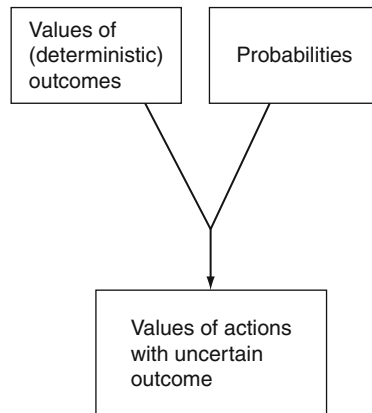 Values of
(deterministic)
outcomes
Probabilities
Values of actions
with uncertain
outcome